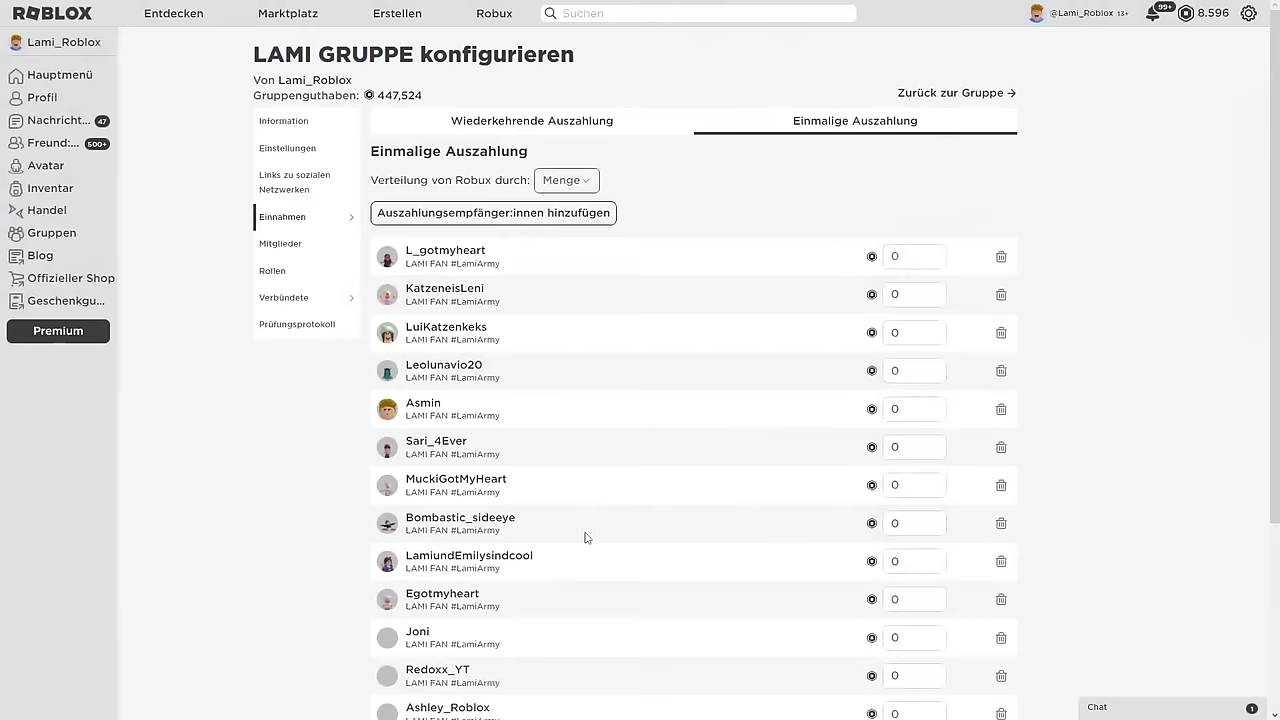 ROBLOX
Entdecken
Marktplatz
Erstellen
Robux
Suchen
@Lami_Roblox 13+
99+
8.596
Lami_Roblox
Hauptmenü
Profil
Nachricht... 47
Freund:... 500+
Avatar
Inventar
Handel
Gruppen
Blog
Offizieller Shop
Geschenkgu...
Premium
LAMI GRUPPE konfigurieren
Von Lami_Roblox
Gruppenguthaben: 447,524
Zurück zur Gruppe →
Information
Einstellungen
Links zu sozialen
Netzwerken
Einnahmen
Mitglieder
Rollen
Verbündete
Prüfungsprotokoll
Wiederkehrende Auszahlung
Einmalige Auszahlung
Einmalige Auszahlung
Verteilung von Robux durch: Menge
Auszahlungsempfänger:innen hinzufügen
L_gotmyheart
LAMI FAN #LamiArmy
0
KatzeneisLeni
LAMI FAN #LamiArmy
0
LuiKatzenkeks
LAMI FAN #LamiArmy
0
Leolunavio20
LAMI FAN #LamiArmy
0
Asmin
LAMI FAN #LamiArmy
0
Sari_4Ever
LAMI FAN #LamiArmy
0
MuckiGotMyHeart
LAMI FAN #LamiArmy
0
Bombastic_sideeye
LAMI FAN #LamiArmy
0
LamiundEmilysindcool
LAMI FAN #LamiArmy
0
Egotmyheart
LAMI FAN #LamiArmy
0
Joni
LAMI FAN #LamiArmy
0
Redoxx_YT
LAMI FAN #LamiArmy
0
Ashley_Roblox
LAMI FAN #LamiArmy
0
Chat 1